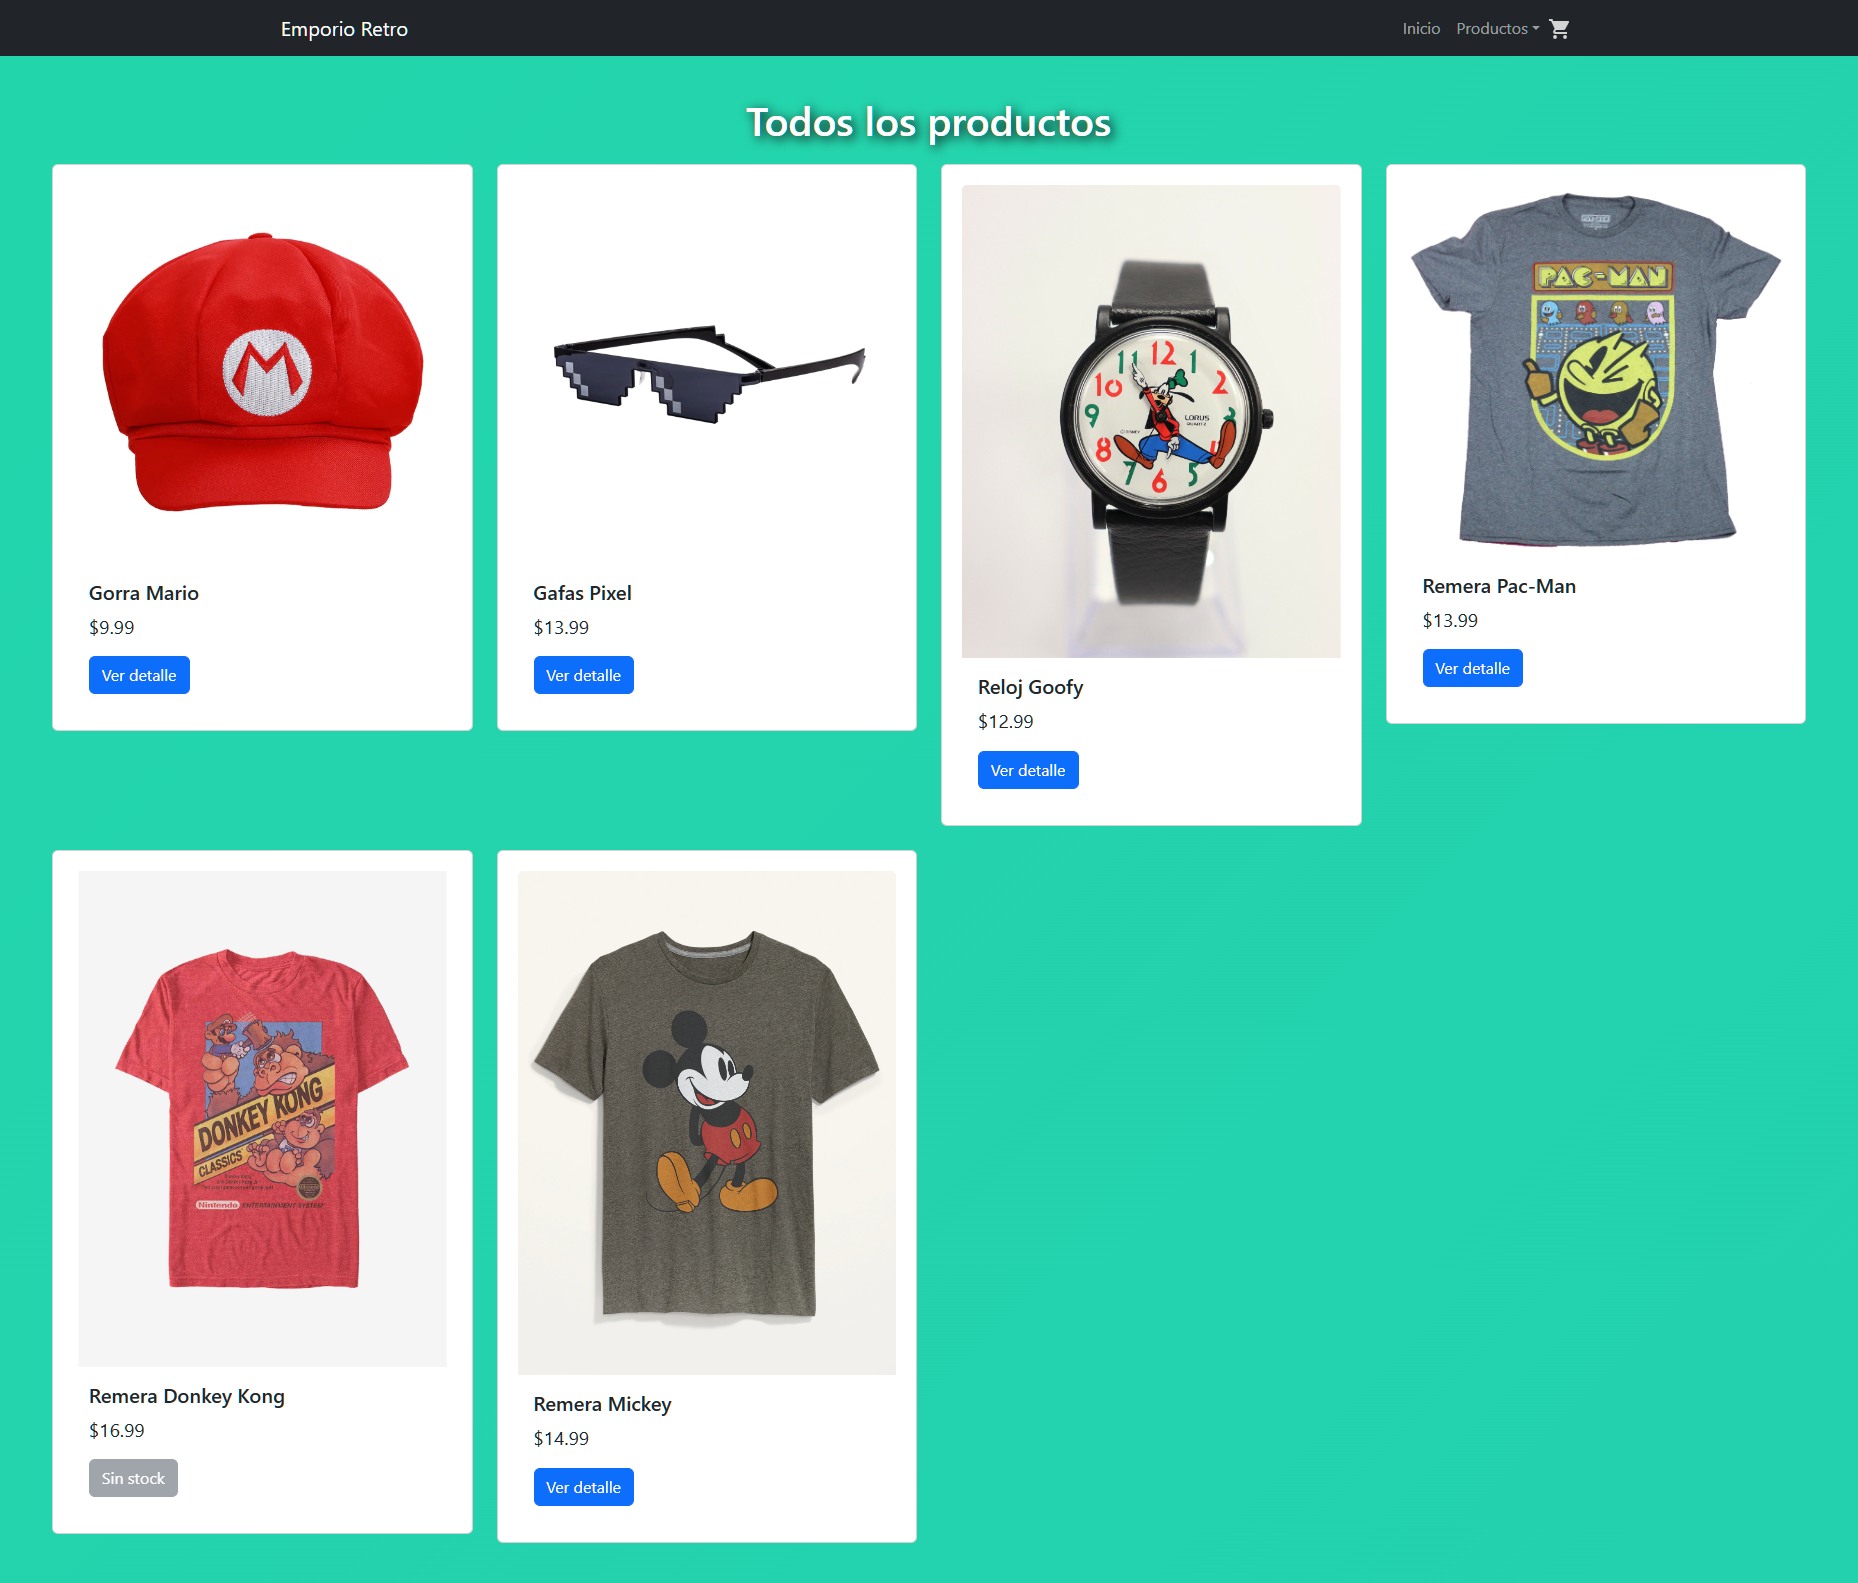 Emporio Retro
Inicio Productos
Todos los productos
M
Gorra Mario
$9.99
Ver detalle
Gafas Pixel
$13.99
Ver detalle
11 12
10 2
9
8
7 6 5
LORUS
QUARTZ
© DISNEY
Reloj Goofy
$12.99
Ver detalle
PAC-MAN
Remera Pac-Man
$13.99
Ver detalle
DONKEY KONG
CLASSICS
Nintendo ENTERTAINMENT SYSTEM
Remera Donkey Kong
$16.99
Sin stock
Remera Mickey
$14.99
Ver detalle